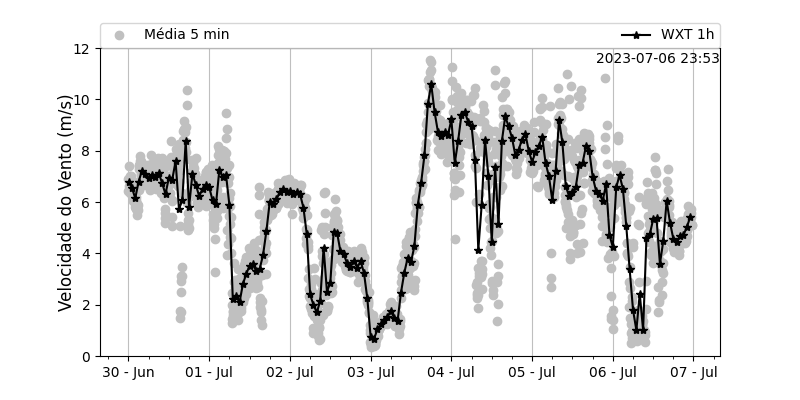 Média 5 min
WXT 1h
2023-07-06 23:53
Velocidade do Vento (m/s)
12
10
8
6
4
2
0
30 - Jun
01 - Jul
02 - Jul
03 - Jul
04 - Jul
05 - Jul
06 - Jul
07 - Jul